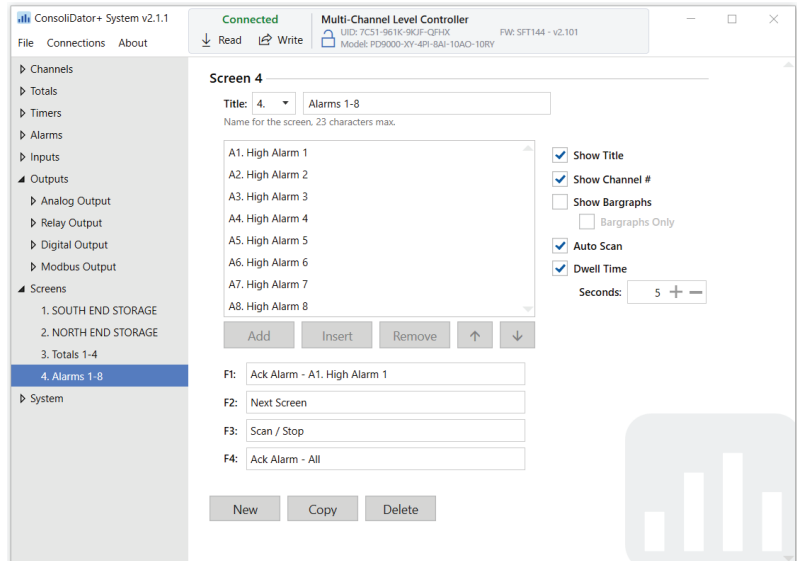 ConsoliDator+ System v2.1.1
File Connections About
Connected
Read Write
Multi-Channel Level Controller
UID: 7C51-961K-9KJF-QFHX FW: SFT144 - v2.101
Model: PD9000-XY-4PI-8AI-10AO-10RY
Channels
Totals
Timers
Alarms
Inputs
Outputs
Analog Output
Relay Output
Digital Output
Modbus Output
Screens
1. SOUTH END STORAGE
2. NORTH END STORAGE
3. Totals 1-4
4. Alarms 1-8
System
Screen 4
Title: 4. Alarms 1-8
Name for the screen, 23 characters max.
A1. High Alarm 1
A2. High Alarm 2
A3. High Alarm 3
A4. High Alarm 4
A5. High Alarm 5
A6. High Alarm 6
A7. High Alarm 7
A8. High Alarm 8
Add Insert Remove
Show Title
Show Channel #
Show Bargraphs
Bargraphs Only
Auto Scan
Dwell Time
Seconds: 5
F1: Ack Alarm - A1. High Alarm 1
F2: Next Screen
F3: Scan / Stop
F4: Ack Alarm - All
New Copy Delete